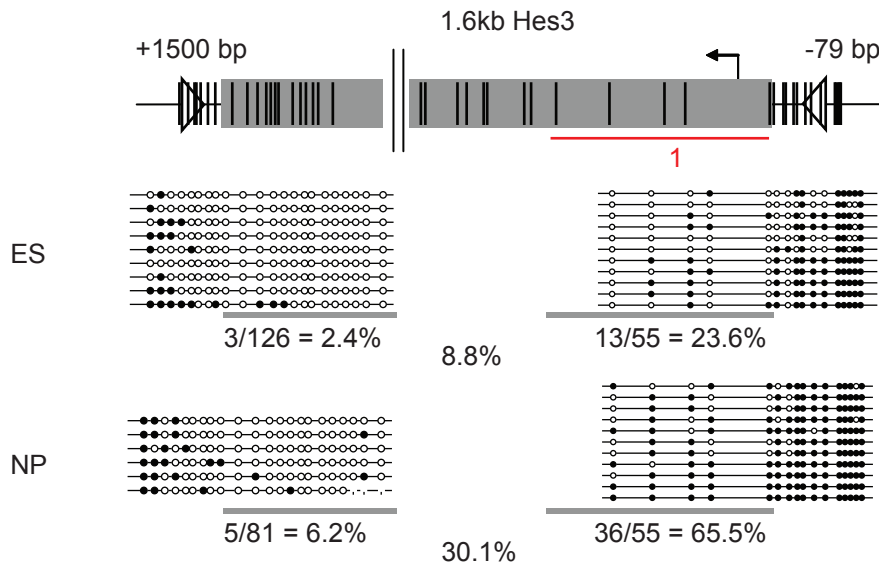 1.6kb Hes3
+1500 bp
-79 bp
1
ES
3/126 = 2.4%
13/55 = 23.6%
8.8%
NP
5/81 = 6.2%
36/55 = 65.5%
30.1%